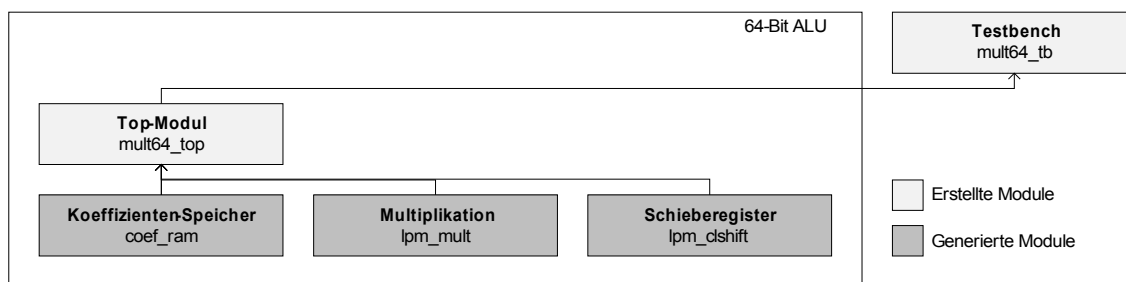 64-Bit ALU
Testbench
mult64_tb
Top-Modul
mult64_top
Koeffizienten-Speicher
coef_ram
Multiplikation
lpm_mult
Schieberegister
lpm_clshift
Erstellte Module
Generierte Module